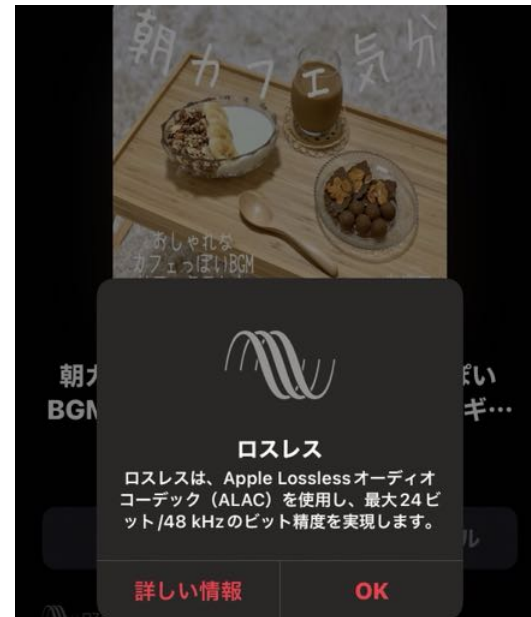 朝カフェ気分
おしゃれな
カフェっぽいBGM
ぽい
BGM
ギ…
ロスレス
ロスレスは、Apple Losslessオーディオ
コーデック（ALAC）を使用し、最大24ビ
ット/48 kHzのビット精度を実現します。
ル
詳しい情報
OK